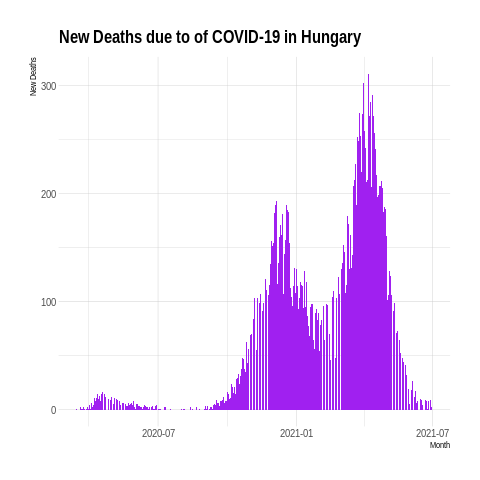 New Deaths due to of COVID-19 in Hungary
New Deaths
300
200
100
0
2020-07
2021-01
2021-07
Month